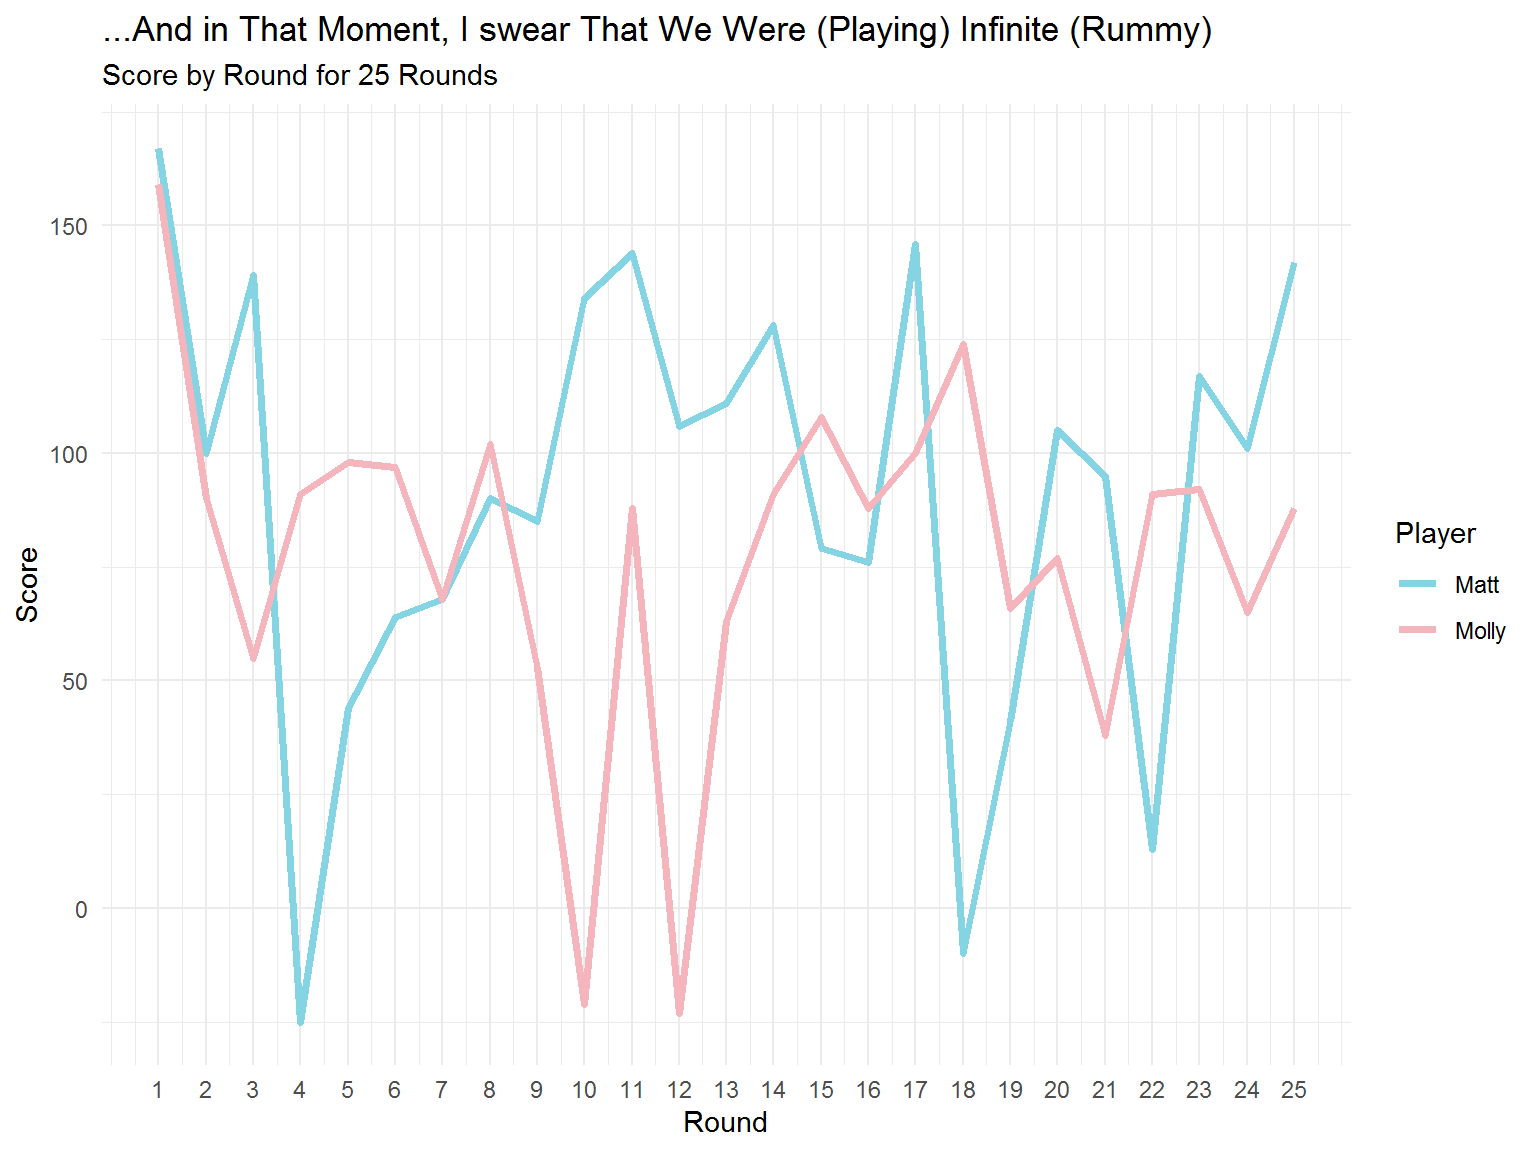 ...And in That Moment, I swear That We Were (Playing) Infinite (Rummy)
Score by Round for 25 Rounds
150
100
50
0
Score
1 2 3 4 5 6 7 8 9 10 11 12 13 14 15 16 17 18 19 20 21 22 23 24 25
Round
Player
Matt
Molly